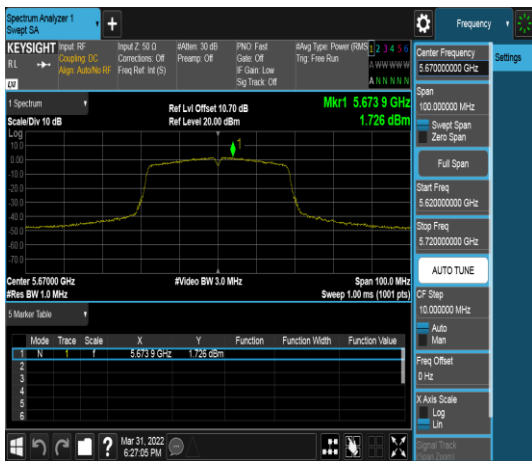 Spectrum Analyzer 1
Swept SA
Frequency
KEYSIGHT
RL
Input: RF
Coupling: DC
Align: Auto/No RF
Input Z: 50 Ω
Corrections: Off
Freq Ref: Int (S)
#Atten: 30 dB
Preamp: Off
PNO: Fast
Gate: Off
IF Gain: Low
Sig Track: Off
#Avg Type: Power (RMS
Trig: Free Run
1 2 3 4 5 6
A W W W W W
A N N N N N
Settings
Center Frequency
5.670000000 GHz
Span
100.000000 MHz
Swept Span
Zero Span
Full Span
Start Freq
5.620000000 GHz
Stop Freq
5.720000000 GHz
AUTO TUNE
CF Step
10.000000 MHz
Auto
Man
Freq Offset
0 Hz
X Axis Scale
Log
Lin
Signal Track
(Span Zoom)
1 Spectrum
Scale/Div 10 dB
Ref Lvl Offset 10.70 dB
Ref Level 20.00 dBm
Mkr1 5.673 9 GHz
1.726 dBm
Log
10.0
0.00
-10.0
-20.0
-30.0
-40.0
-50.0
-60.0
-70.0
1
Center 5.67000 GHz
#Res BW 1.0 MHz
#Video BW 3.0 MHz
Span 100.0 MHz
Sweep 1.00 ms (1001 pts)
5 Marker Table
Mode Trace Scale X Y Function Function Width Function Value
1 N 1 f 5.673 9 GHz 1.726 dBm
2
3
4
5
6
Mar 31, 2022
6:27:05 PM